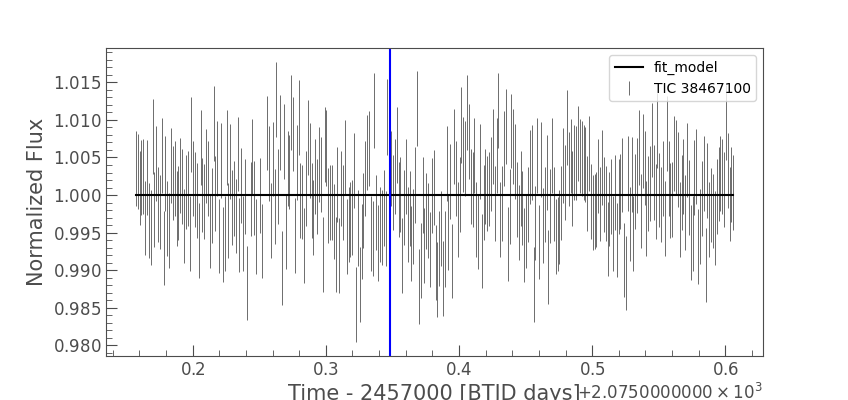 fit_model
TIC 38467100
1.015
1.010
1.005
1.000
0.995
0.990
0.985
0.980
Normalized Flux
0.2 0.3 0.4 0.5 0.6
Time - 2457000 [BTJD days]
+2.0750000000 × 10³